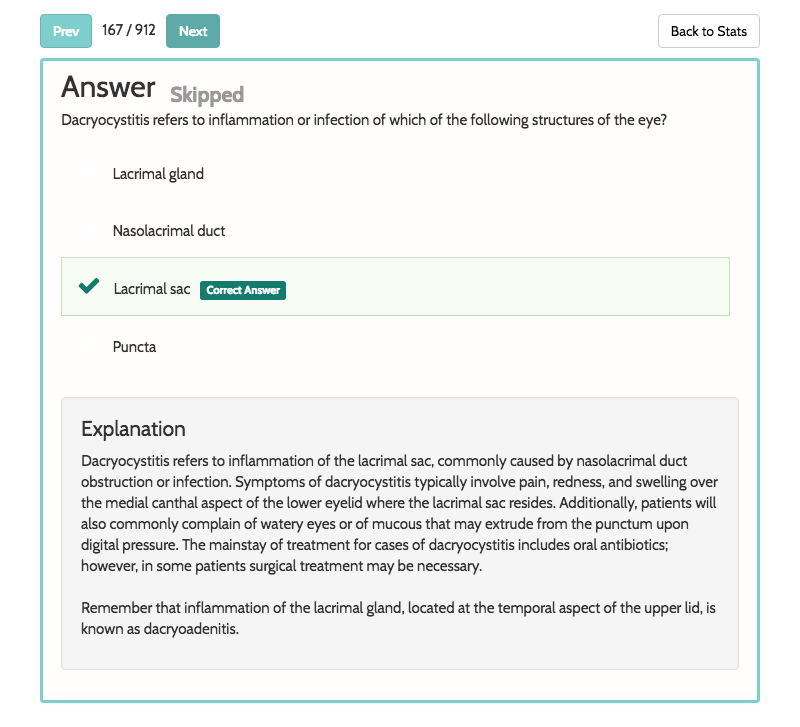 Prev 167 / 912 Next Back to Stats
Answer Skipped
Dacryocystitis refers to inflammation or infection of which of the following structures of the eye?
Lacrimal gland
Nasolacrimal duct
Lacrimal sac Correct Answer
Puncta
Explanation
Dacryocystitis refers to inflammation of the lacrimal sac, commonly caused by nasolacrimal duct
obstruction or infection. Symptoms of dacryocystitis typically involve pain, redness, and swelling over
the medial canthal aspect of the lower eyelid where the lacrimal sac resides. Additionally, patients will
also commonly complain of watery eyes or of mucous that may extrude from the punctum upon
digital pressure. The mainstay of treatment for cases of dacryocystitis includes oral antibiotics;
however, in some patients surgical treatment may be necessary.
Remember that inflammation of the lacrimal gland, located at the temporal aspect of the upper lid, is
known as dacryoadenitis.